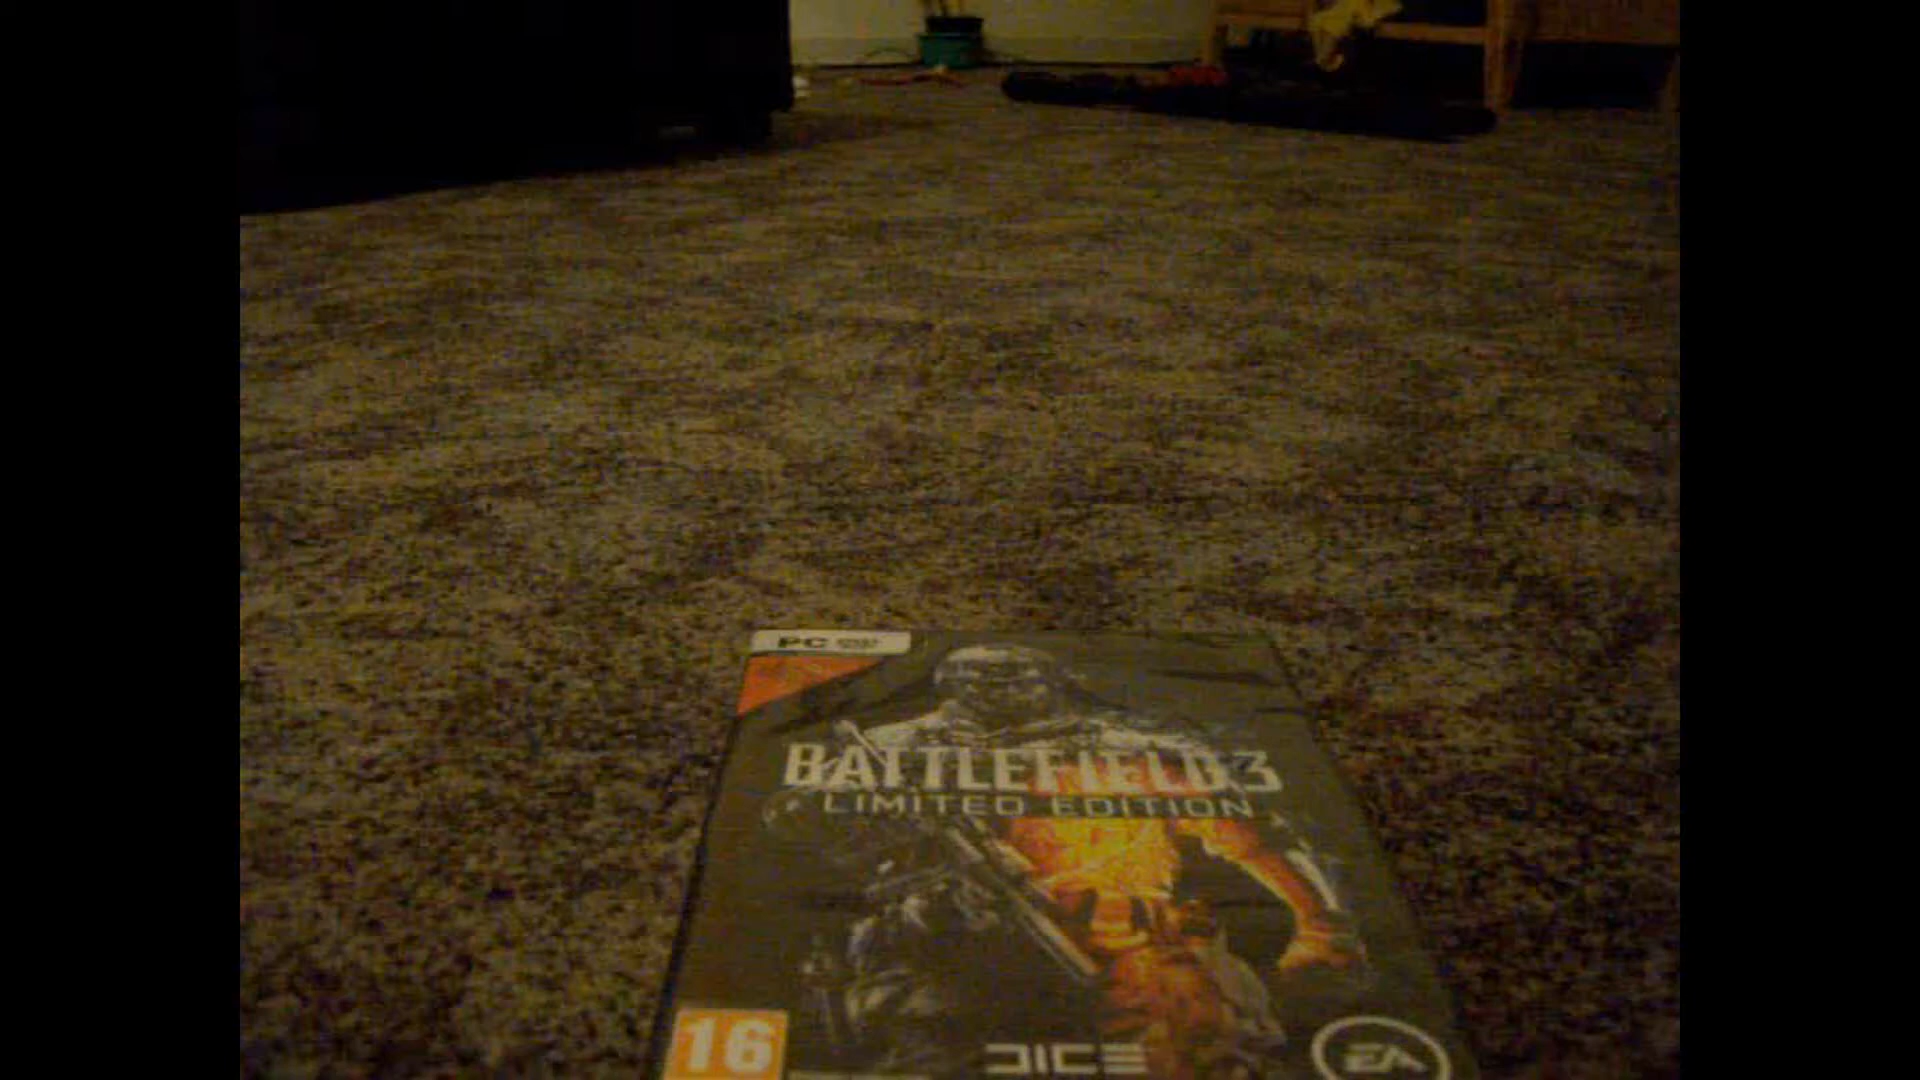 PC
BATTLEFIELD 3
LIMITED EDITION
16
DICE
EA